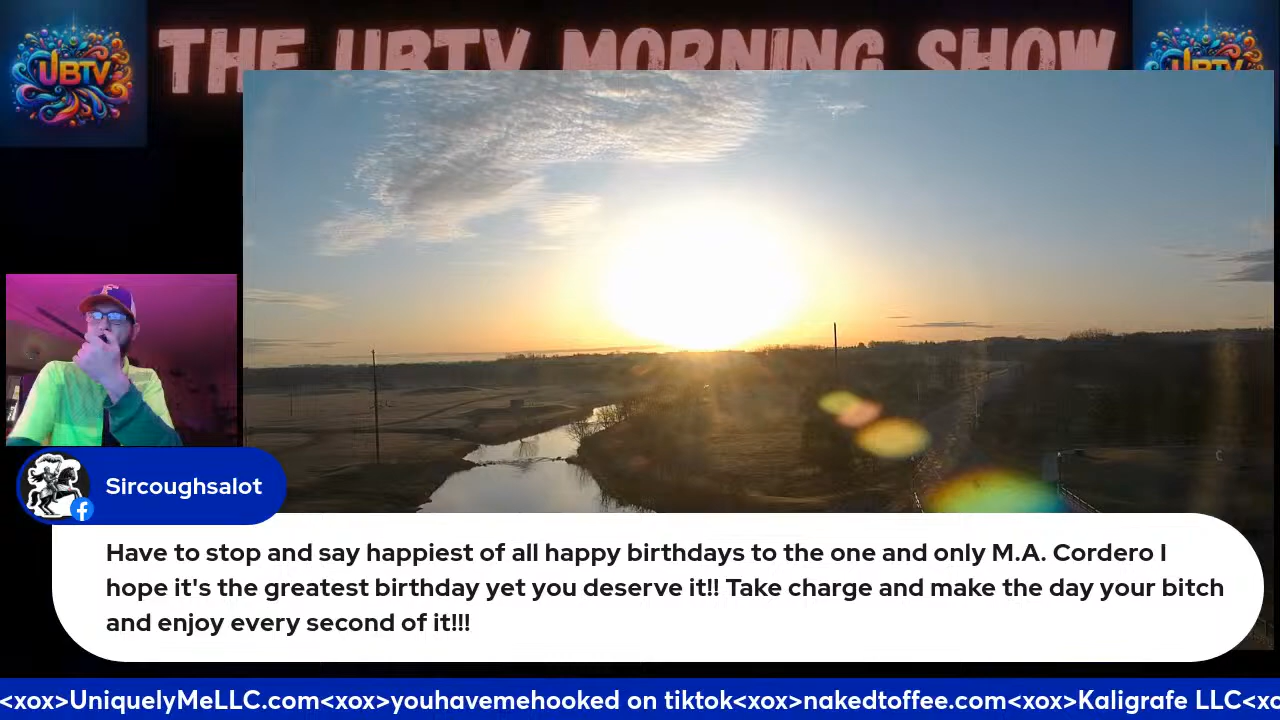 THE UBTV MORNING SHOW
UBTV
UBTV
F
Sircoughsalot
Have to stop and say happiest of all happy birthdays to the one and only M.A. Cordero I
hope it's the greatest birthday yet you deserve it!! Take charge and make the day your bitch
and enjoy every second of it!!!
<xox>UniquelyMeLLC.com<xox>youhavemehooked on tiktok<xox>nakedtoffee.com<xox>Kaligrafe LLC<xo